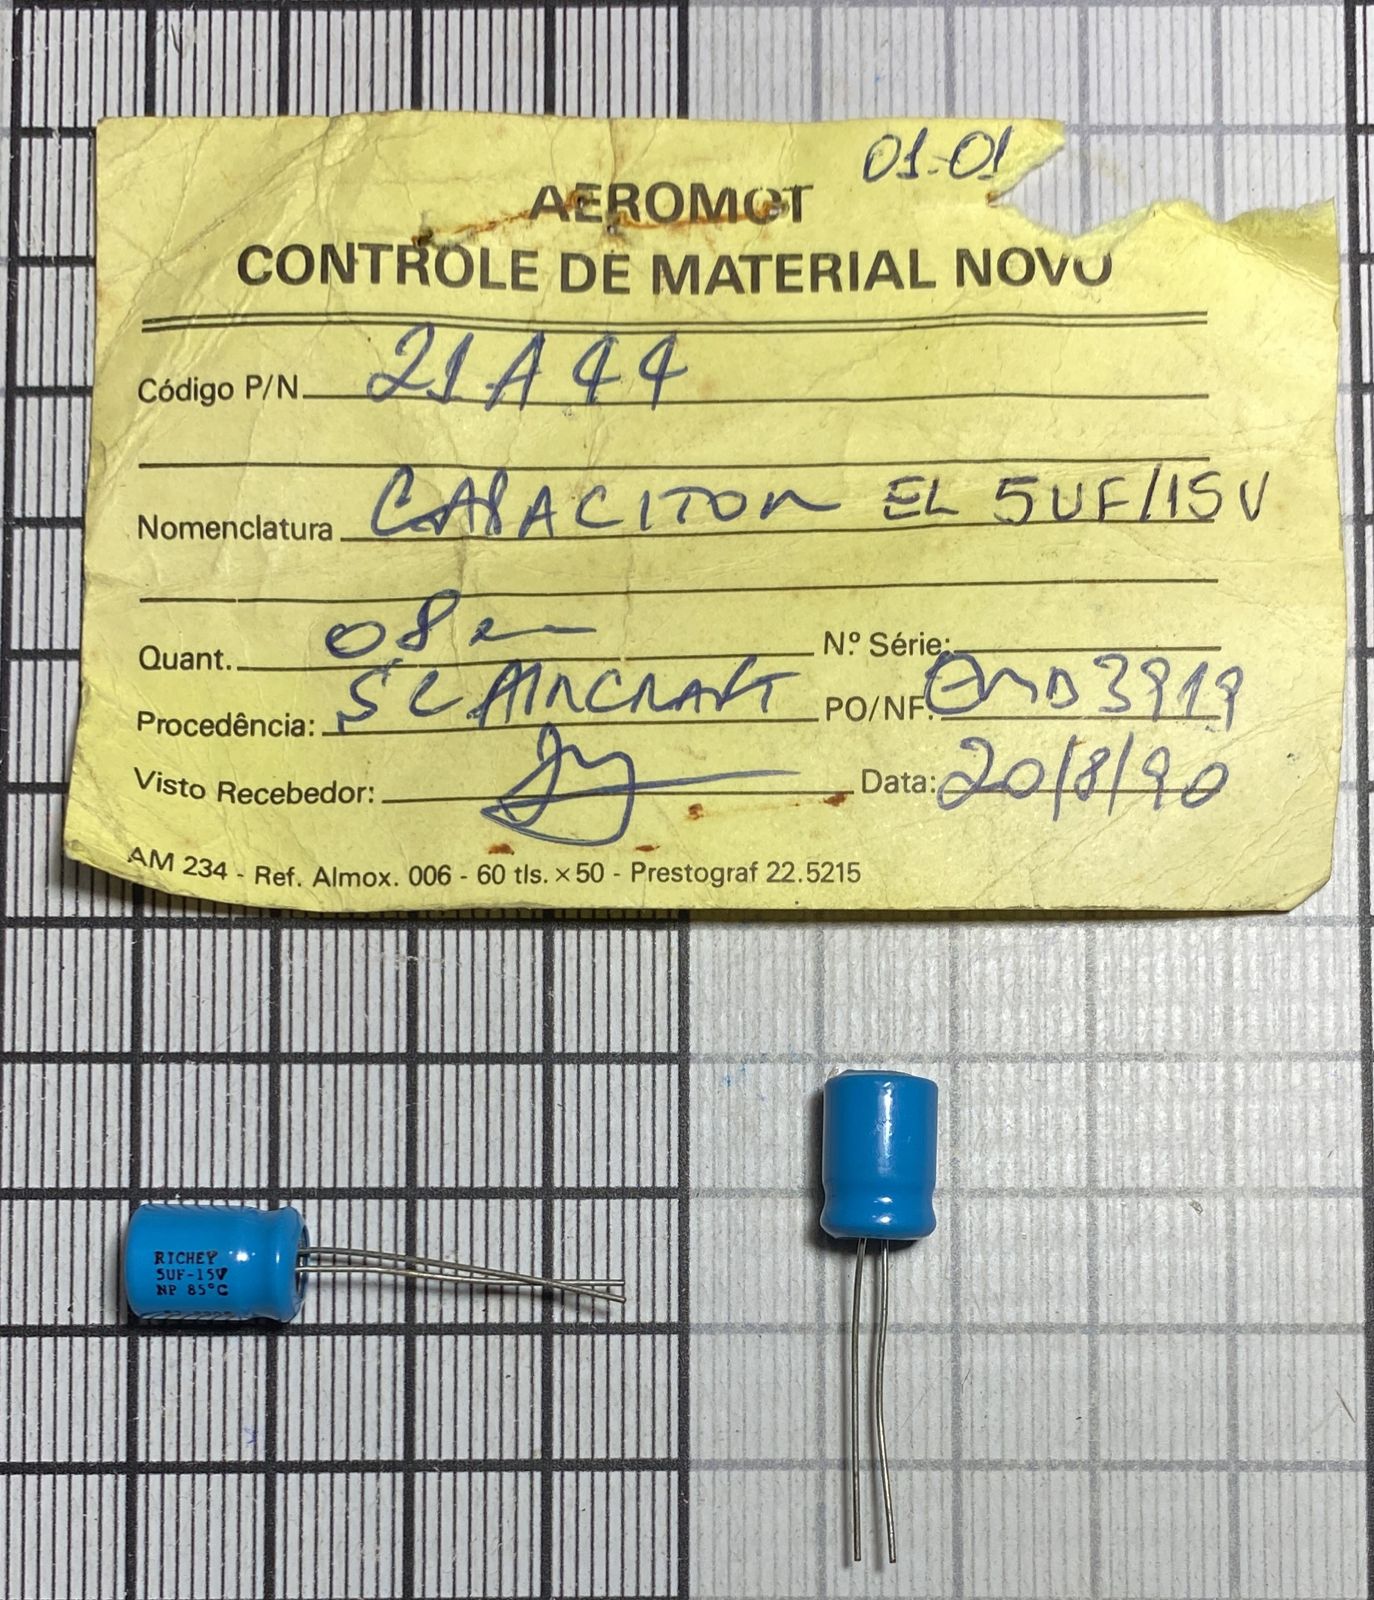 01-01
AEROMOT
CONTROLE DE MATERIAL NOVO
Código P/N 21A44
Nomenclatura CAPACITOR EL 5UF/15V
Quant. 08
Nº Série:
Procedência: SC AIRCRAFT
PO/NF: 3919
Visto Recebedor:
Data: 20/8/90
AM 234 - Ref. Almox. 006 - 60 tls. × 50 - Prestograf 22.5215
RICHEY
5UF-15V
NP 85°C